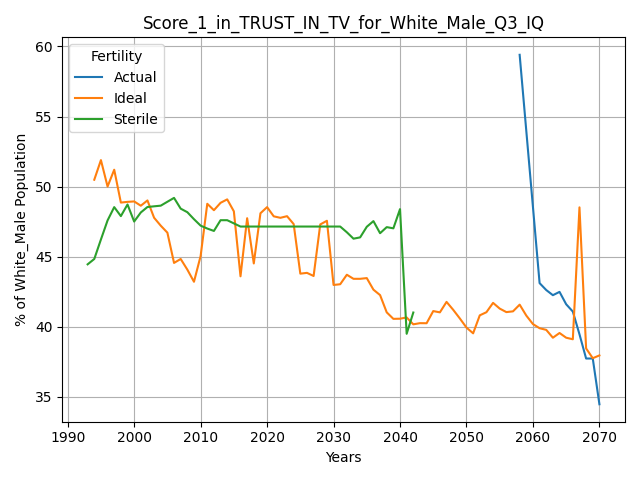 Score_1_in_TRUST_IN_TV_for_White_Male_Q3_IQ
% of White_Male Population
60
55
50
45
40
35
Fertility
Actual
Ideal
Sterile
1990 2000 2010 2020 2030 2040 2050 2060 2070
Years